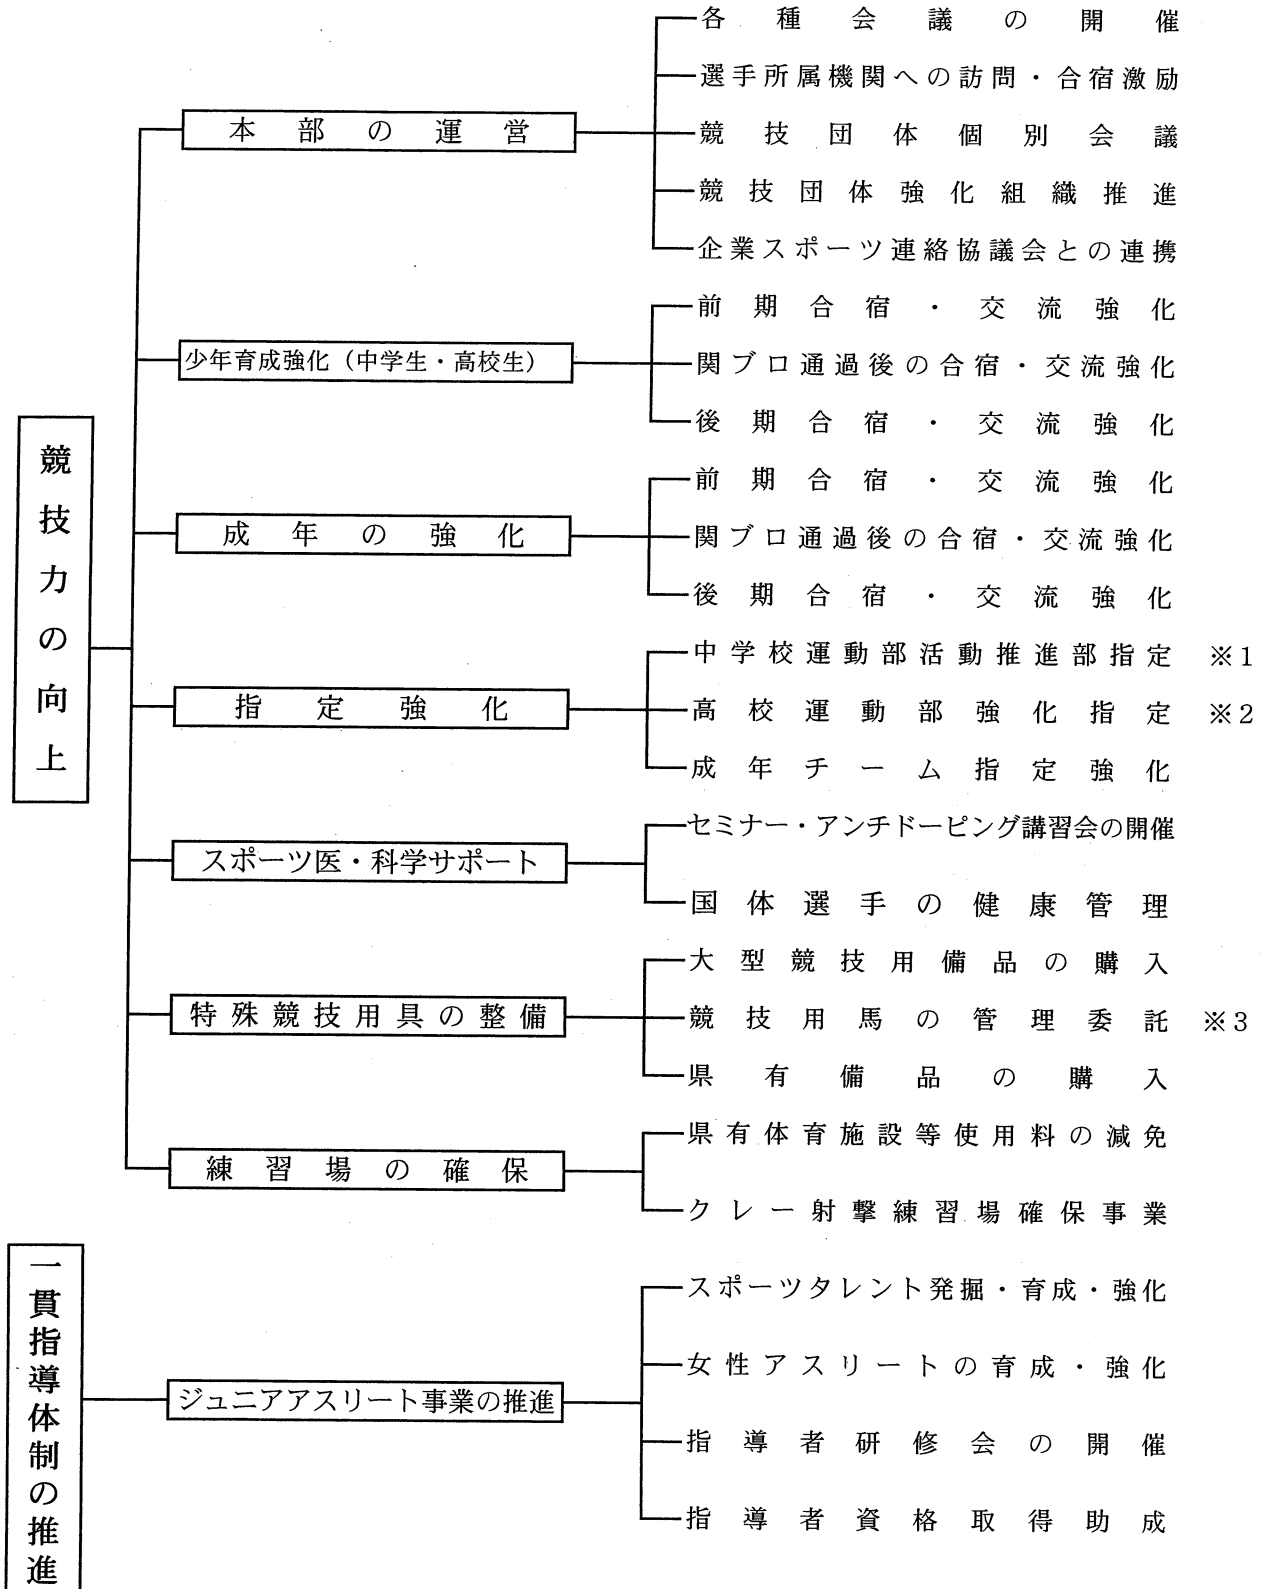 競技力の向上
本部の運営
各種会議の開催
選手所属機関への訪問・合宿激励
競技団体個別会議
競技団体強化組織推進
企業スポーツ連絡協議会との連携
少年育成強化（中学生・高校生）
前期合宿・交流強化
関ブロ通過後の合宿・交流強化
後期合宿・交流強化
成年の強化
前期合宿・交流強化
関ブロ通過後の合宿・交流強化
後期合宿・交流強化
指定強化
中学校運動部活動推進部指定 ※1
高校運動部強化指定 ※2
成年チーム指定強化
スポーツ医・科学サポート
セミナー・アンチドーピング講習会の開催
国体選手の健康管理
特殊競技用具の整備
大型競技用備品の購入
競技用馬の管理委託 ※3
県有備品の購入
練習場の確保
県有体育施設等使用料の減免
クレー射撃練習場確保事業
一貫指導体制の推進
ジュニアアスリート事業の推進
スポーツタレント発掘・育成・強化
女性アスリートの育成・強化
指導者研修会の開催
指導者資格取得助成